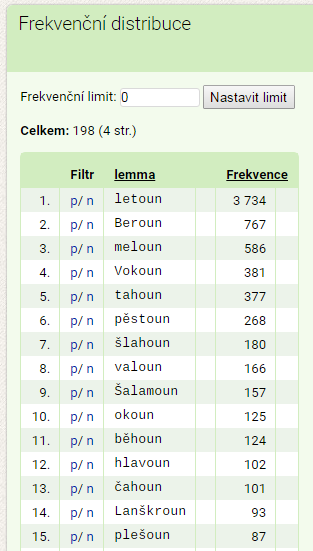 Frekvenční distribuce
Frekvenční limit: 0 Nastavit limit
Celkem: 198 (4 str.)
Filtr lemma Frekvence
1. p/ n letoun 3 734
2. p/ n Beroun 767
3. p/ n meloun 586
4. p/ n Vokoun 381
5. p/ n tahoun 377
6. p/ n pěstoun 268
7. p/ n šlahoun 180
8. p/ n valoun 166
9. p/ n Šalamoun 157
10. p/ n okoun 125
11. p/ n běhoun 124
12. p/ n hlavoun 102
13. p/ n čahoun 101
14. p/ n Lanškroun 93
15. p/ n plešoun 87